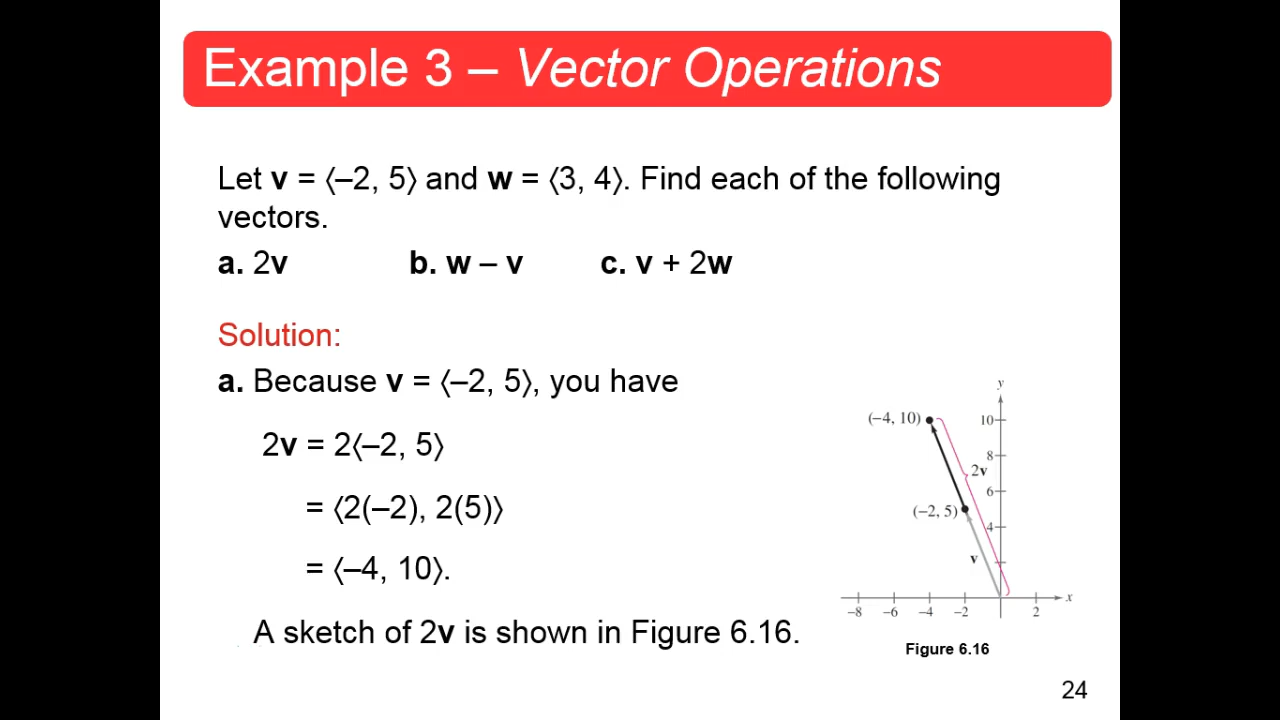 Example 3 – Vector Operations
Let v = ⟨–2, 5⟩ and w = ⟨3, 4⟩. Find each of the following
vectors.
a. 2v b. w – v c. v + 2w
Solution:
a. Because v = ⟨–2, 5⟩, you have
2v = 2⟨–2, 5⟩
= ⟨2(–2), 2(5)⟩
= ⟨–4, 10⟩.
A sketch of 2v is shown in Figure 6.16.
y
(−4, 10)
10
8
2v
6
(−2, 5)
4
v
−8 −6 −4 −2 2 x
Figure 6.16
24